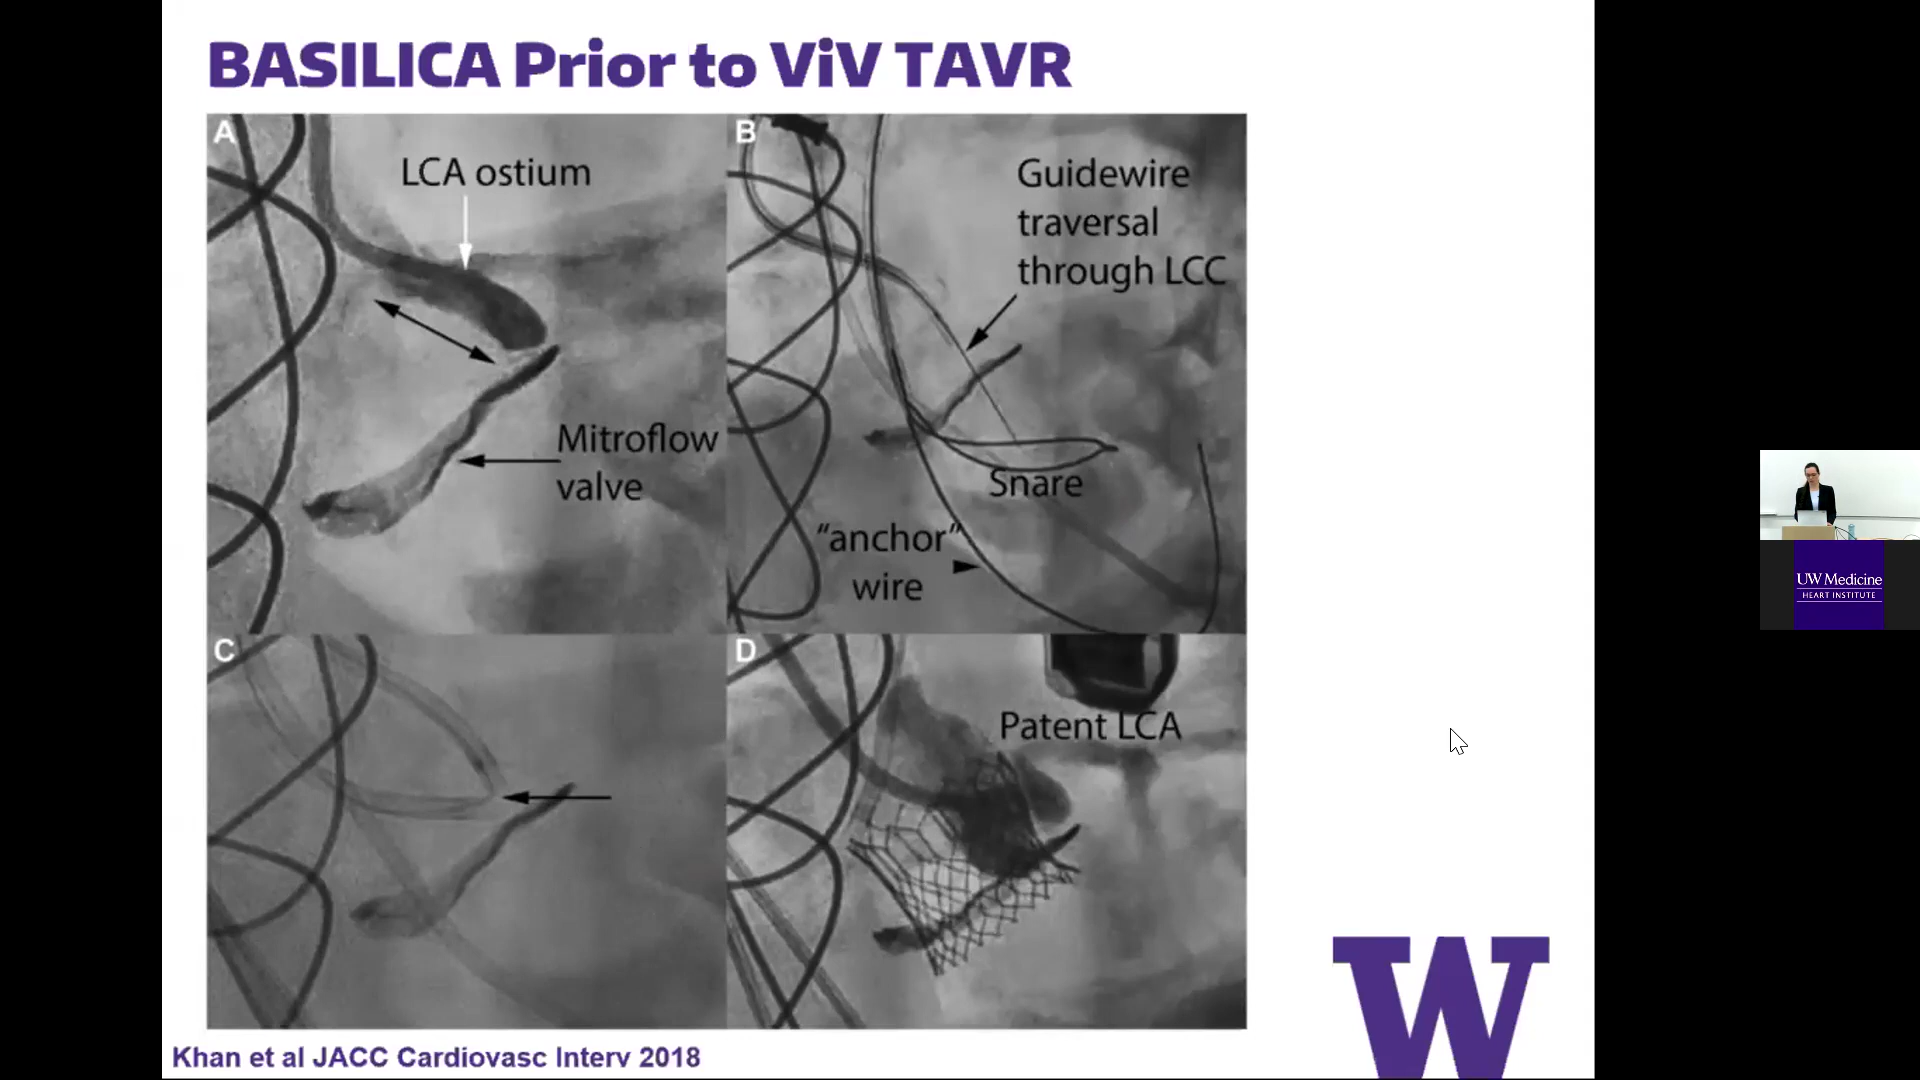 BASILICA Prior to ViV TAVR
A
LCA ostium
Mitroflow
valve
B
Guidewire
traversal
through LCC
Snare
“anchor”
wire
C
D
Patent LCA
Khan et al JACC Cardiovasc Interv 2018
W
UW Medicine
HEART INSTITUTE